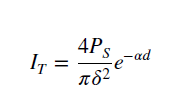 I_T = \frac{4P_S}{\pi\delta^2} e^{-\alpha d}